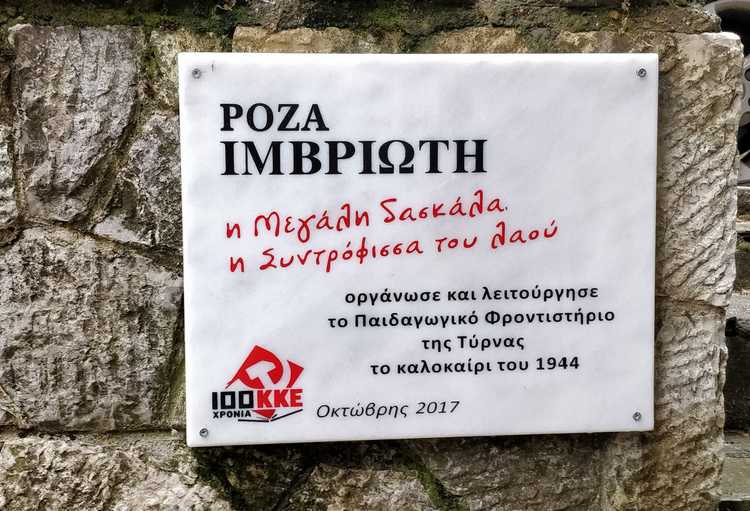 ΡΟΖΑ
ΙΜΒΡΙΩΤΗ
η Μεγάλη δασκάλα,
η Συντρόφισσα του λαού
οργάνωσε και λειτούργησε
το Παιδαγωγικό Φροντιστήριο
της Τύρνας
το καλοκαίρι του 1944
100 ΚΚΕ
ΧΡΟΝΙΑ
Οκτώβρης 2017